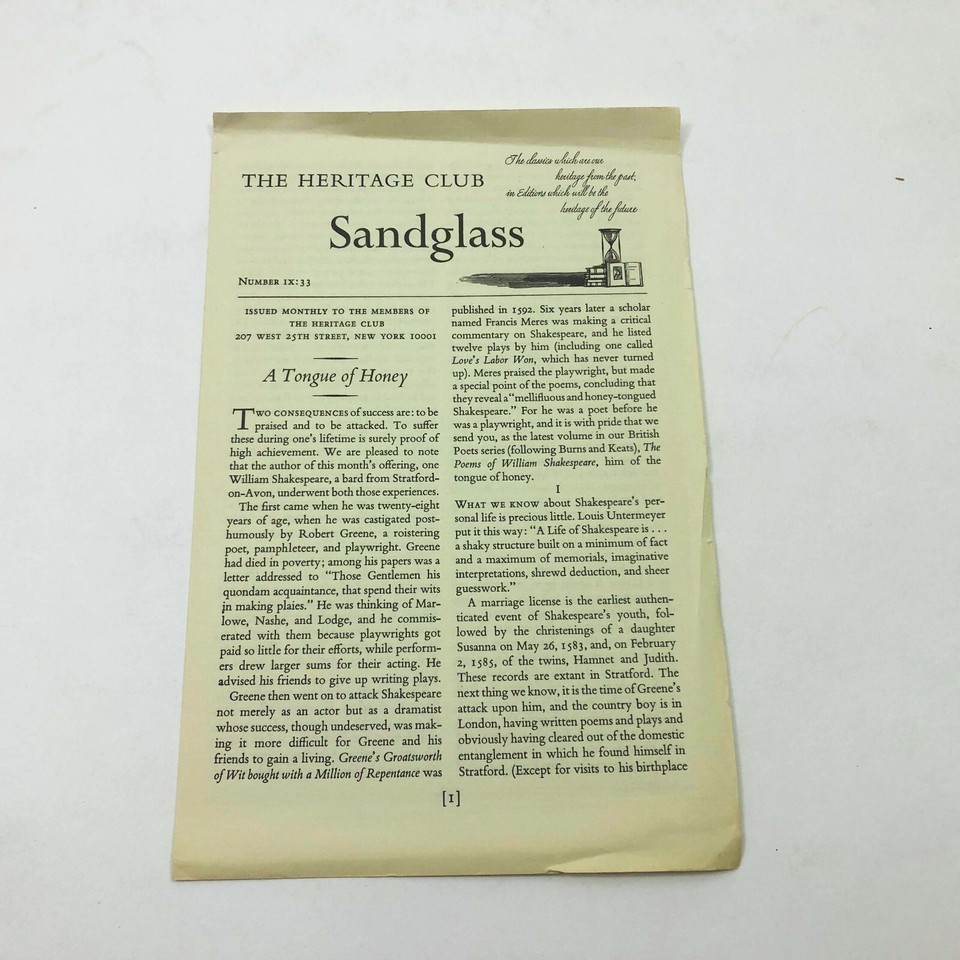 THE HERITAGE CLUB
The classics which are our
heritage from the past,
in Editions which will be the
heritage of the future
Sandglass
NUMBER IX:33
ISSUED MONTHLY TO THE MEMBERS OF
THE HERITAGE CLUB
207 WEST 25TH STREET, NEW YORK 10001
A Tongue of Honey
TWO CONSEQUENCES of success are: to be
praised and to be attacked. To suffer
these during one's lifetime is surely proof of
high achievement. We are pleased to note
that the author of this month's offering, one
William Shakespeare, a bard from Stratford-
on-Avon, underwent both those experiences.
The first came when he was twenty-eight
years of age, when he was castigated post-
humously by Robert Greene, a roistering
poet, pamphleteer, and playwright. Greene
had died in poverty; among his papers was a
letter addressed to "Those Gentlemen his
quondam acquaintance, that spend their wits
in making plaies." He was thinking of Mar-
lowe, Nashe, and Lodge, and he commis-
erated with them because playwrights got
paid so little for their efforts, while perform-
ers drew larger sums for their acting. He
advised his friends to give up writing plays.
Greene then went on to attack Shakespeare
not merely as an actor but as a dramatist
whose success, though undeserved, was mak-
ing it more difficult for Greene and his
friends to gain a living. Greene's Groatsworth
of Wit bought with a Million of Repentance was
published in 1592. Six years later a scholar
named Francis Meres was making a critical
commentary on Shakespeare, and he listed
twelve plays by him (including one called
Love's Labor Won, which has never turned
up). Meres praised the playwright, but made
a special point of the poems, concluding that
they reveal a "mellifluous and honey-tongued
Shakespeare." For he was a poet before he
was a playwright, and it is with pride that we
send you, as the latest volume in our British
Poets series (following Burns and Keats), The
Poems of William Shakespeare, him of the
tongue of honey.
I
WHAT WE KNOW about Shakespeare's per-
sonal life is precious little. Louis Untermeyer
put it this way: "A Life of Shakespeare is . . .
a shaky structure built on a minimum of fact
and a maximum of memorials, imaginative
interpretations, shrewd deduction, and sheer
guesswork."
A marriage license is the earliest authen-
ticated event of Shakespeare's youth, fol-
lowed by the christenings of a daughter
Susanna on May 26, 1583, and, on February
2, 1585, of the twins, Hamnet and Judith.
These records are extant in Stratford. The
next thing we know, it is the time of Greene's
attack upon him, and the country boy is in
London, having written poems and plays and
obviously having cleared out of the domestic
entanglement in which he found himself in
Stratford. (Except for visits to his birthplace
[1]